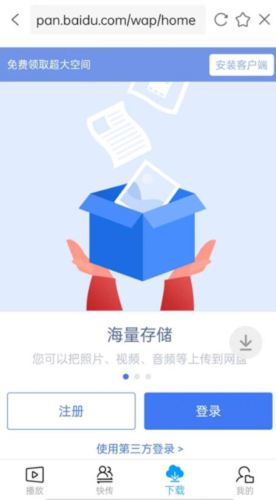 pan.baidu.com/wap/home
免费领取超大空间
安装客户端
海量存储
您可以把照片、视频、音频等上传到网盘
注册
登录
使用第三方登录 >
播放
快传
下载
我的